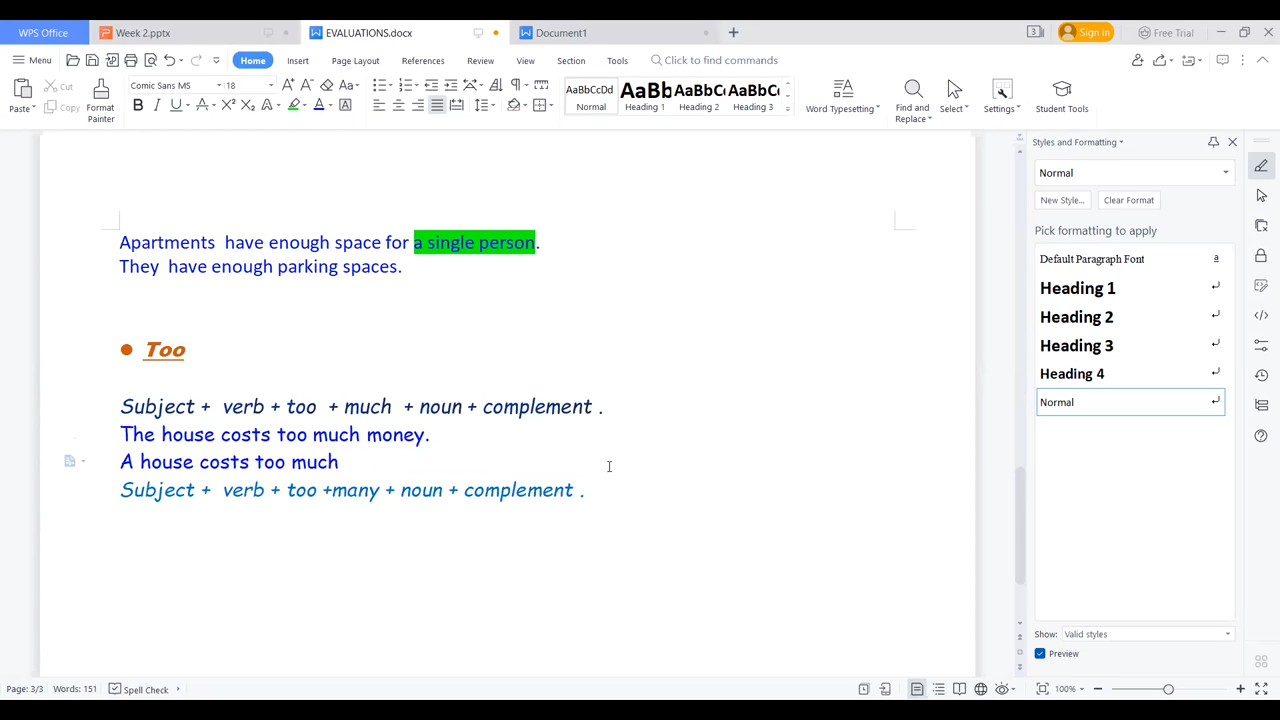 WPS Office
Week 2.pptx
EVALUATIONS.docx
Document1
Sign in
Free Trial
Menu
Home
Insert
Page Layout
References
Review
View
Section
Tools
Click to find commands
Paste
Cut
Copy
Format Painter
Comic Sans MS
18
AaBbCcDd
Normal
AaBb
Heading 1
AaBbC
Heading 2
AaBbC
Heading 3
Word Typesetting
Find and Replace
Select
Settings
Student Tools
Apartments  have enough space for a single person.
They  have enough parking spaces.
Too
Subject +  verb + too  + much  + noun + complement .
The house costs too much money.
A house costs too much
Subject +  verb + too +many + noun + complement .
Styles and Formatting
Normal
New Style...
Clear Format
Pick formatting to apply
Default Paragraph Font
a
Heading 1
Heading 2
Heading 3
Heading 4
Normal
Show:
Valid styles
Preview
Page: 3/3
Words: 151
Spell Check
100%